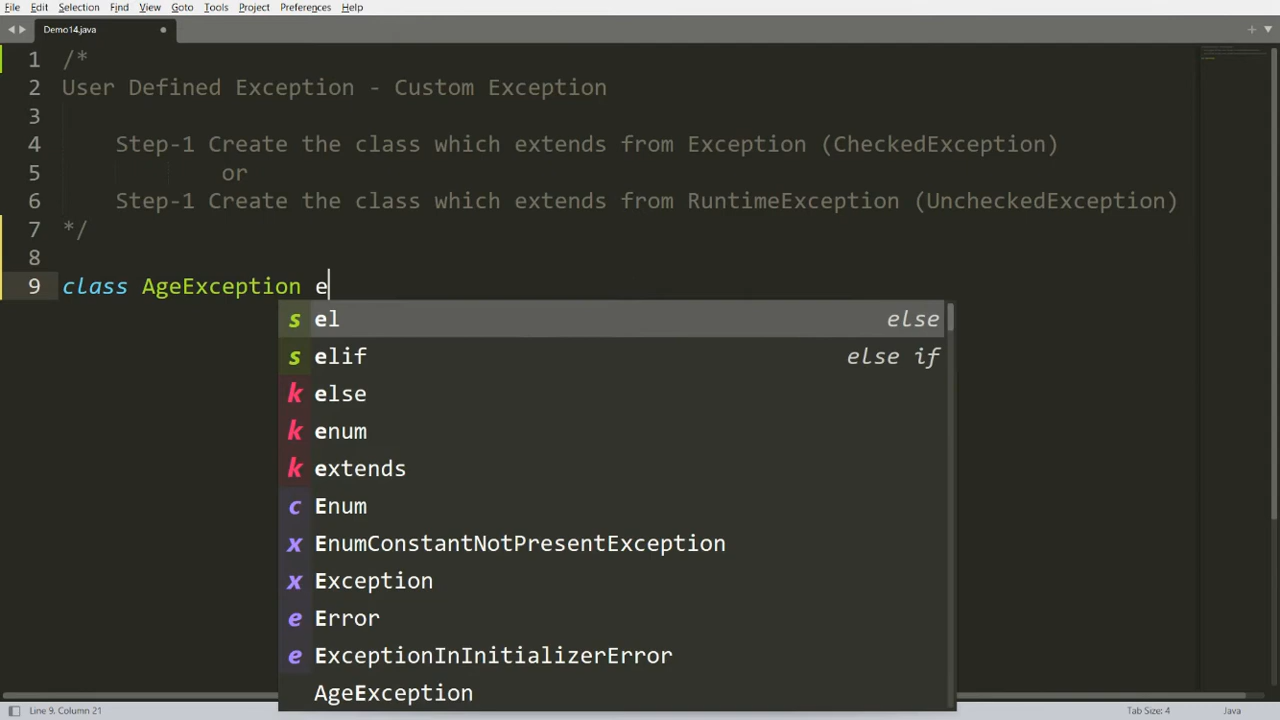 File Edit Selection Find View Goto Tools Project Preferences Help
Demo14.java
1 /*
2 User Defined Exception - Custom Exception
3
4 Step-1 Create the class which extends from Exception (CheckedException)
5 or
6 Step-1 Create the class which extends from RuntimeException (UncheckedException)
7 */
8
9 class AgeException e
s el else
s elif else if
k else
k enum
k extends
c Enum
x EnumConstantNotPresentException
x Exception
e Error
e ExceptionInInitializerError
AgeException
Line 9, Column 21 Tab Size: 4 Java